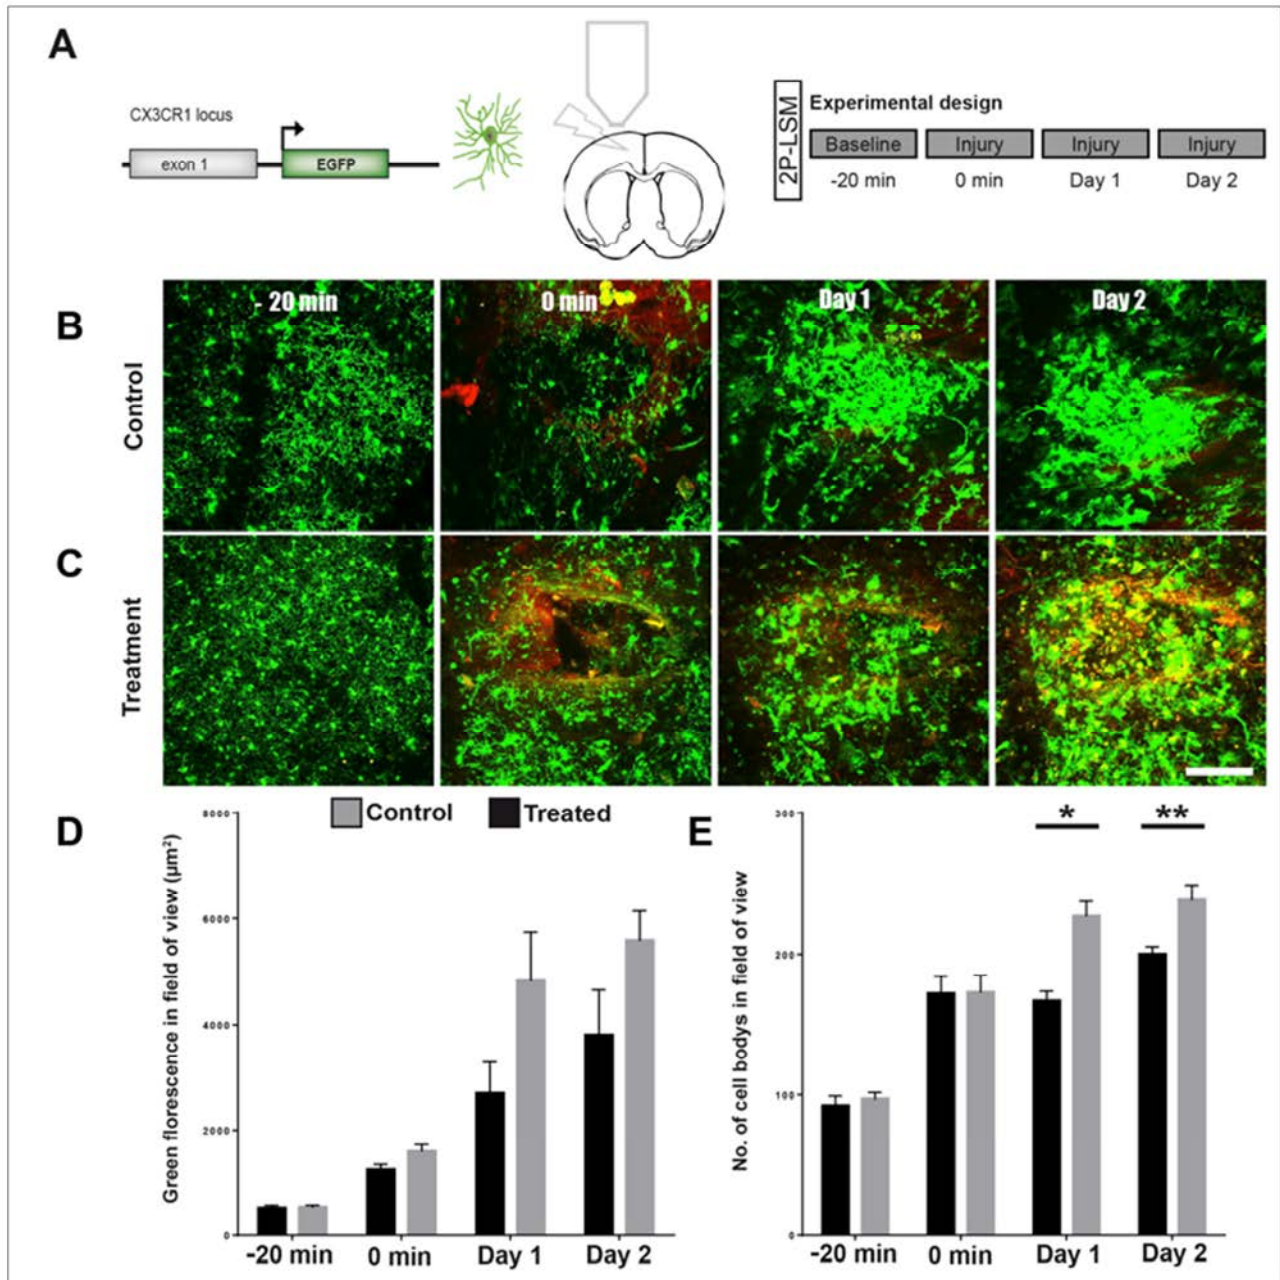 A
CX3CR1 locus
exon 1
EGFP
2P-LSM
Experimental design
Baseline Injury Injury Injury
-20 min 0 min Day 1 Day 2
B
Control
- 20 min 0 min Day 1 Day 2
C
Treatment
D
Control Treated
Green florescence in field of view (µm²)
8000
6000
4000
2000
0
-20 min 0 min Day 1 Day 2
E
* **
No. of cell bodys in field of view
300
200
100
0
-20 min 0 min Day 1 Day 2